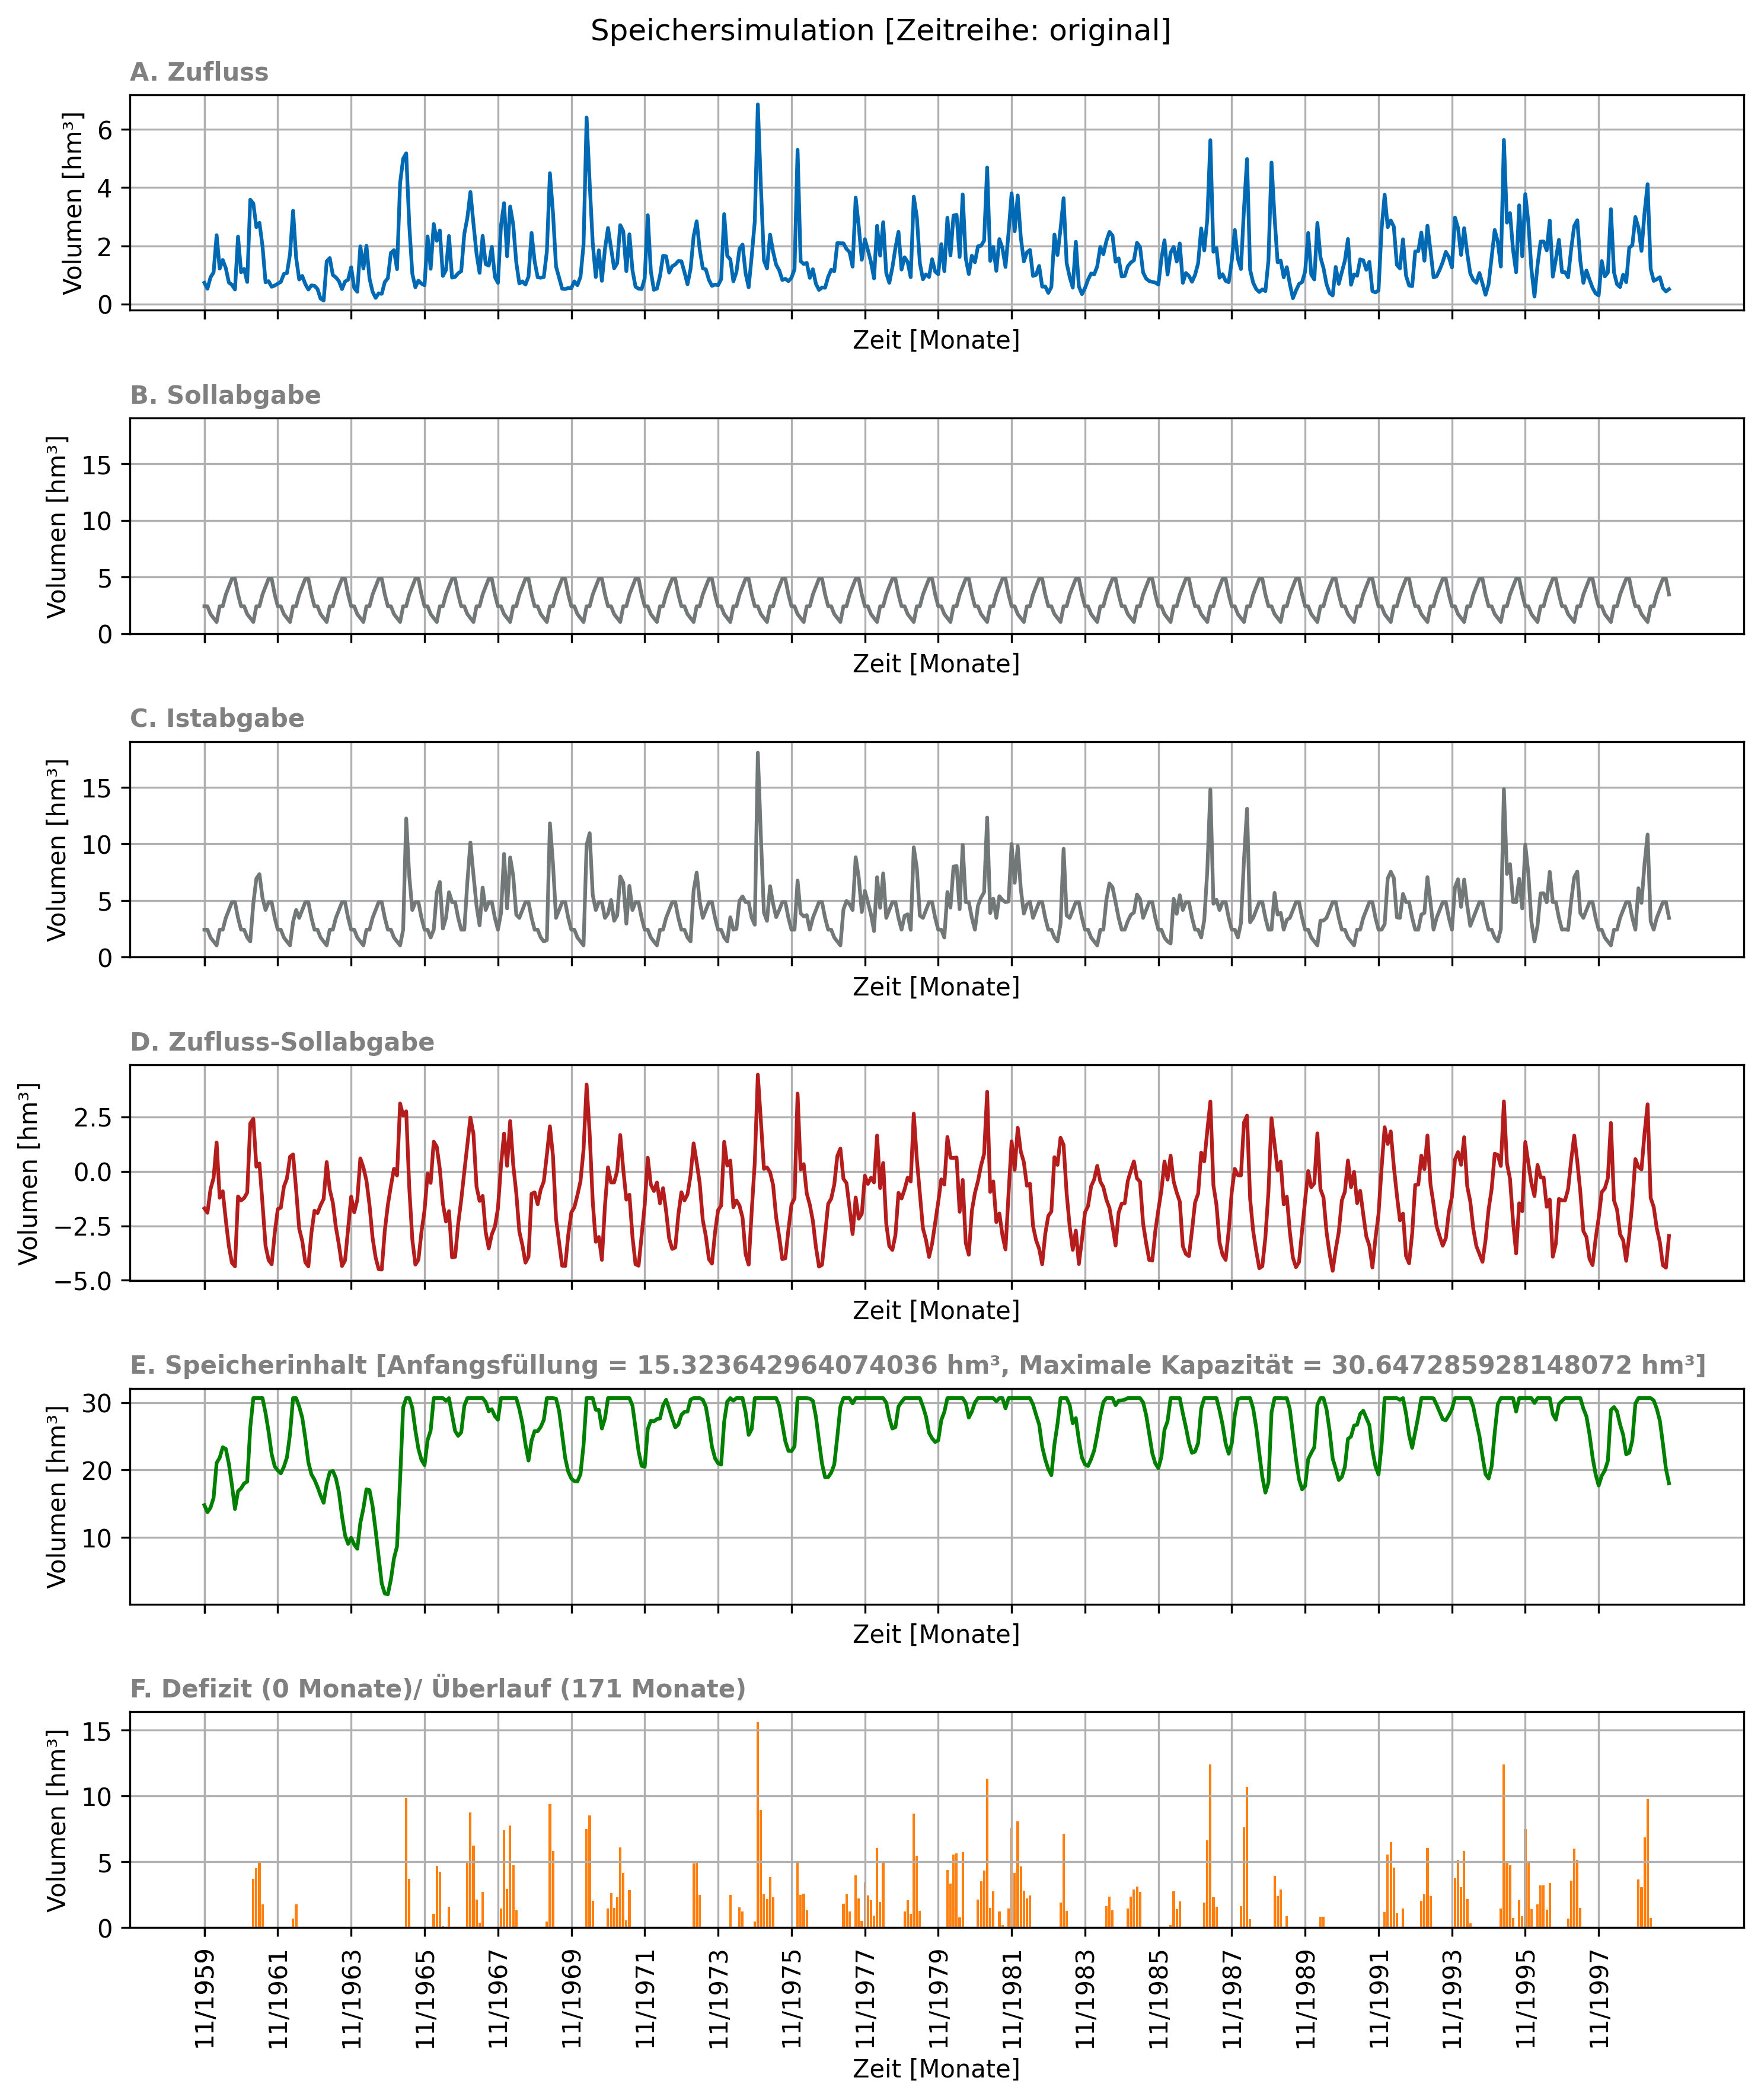 Speichersimulation [Zeitreihe: original]
A. Zufluss
Volumen [hm³]
6
4
2
0
Zeit [Monate]
B. Sollabgabe
Volumen [hm³]
15
10
5
0
Zeit [Monate]
C. Istabgabe
Volumen [hm³]
15
10
5
0
Zeit [Monate]
D. Zufluss-Sollabgabe
Volumen [hm³]
2.5
0.0
−2.5
−5.0
Zeit [Monate]
E. Speicherinhalt [Anfangsfüllung = 15.323642964074036 hm³, Maximale Kapazität = 30.647285928148072 hm³]
Volumen [hm³]
30
20
10
Zeit [Monate]
F. Defizit (0 Monate)/ Überlauf (171 Monate)
Volumen [hm³]
15
10
5
0
11/1959
11/1961
11/1963
11/1965
11/1967
11/1969
11/1971
11/1973
11/1975
11/1977
11/1979
11/1981
11/1983
11/1985
11/1987
11/1989
11/1991
11/1993
11/1995
11/1997
Zeit [Monate]